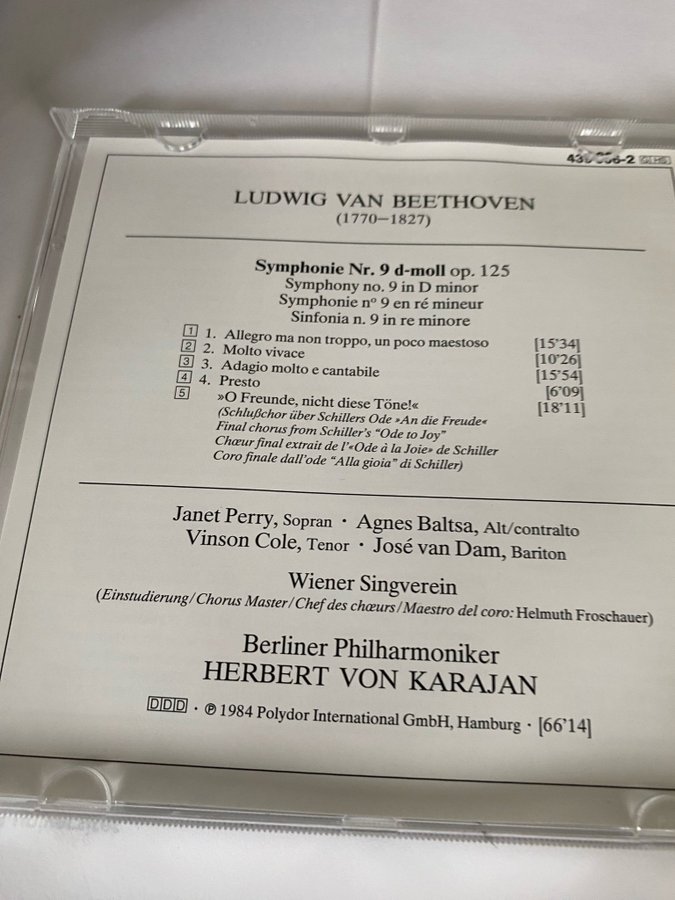 GHS
LUDWIG VAN BEETHOVEN
(1770–1827)
Symphonie Nr. 9 d-moll op. 125
Symphony no. 9 in D minor
Symphonie nº 9 en ré mineur
Sinfonia n. 9 in re minore
1 1. Allegro ma non troppo, un poco maestoso [15'34]
2 2. Molto vivace [10'26]
3 3. Adagio molto e cantabile [15'54]
4 4. Presto [6'09]
5 »O Freunde, nicht diese Töne!« [18'11]
(Schlußchor über Schillers Ode »An die Freude«
Final chorus from Schiller's “Ode to Joy”
Chœur final extrait de l'«Ode à la Joie» de Schiller
Coro finale dall'ode “Alla gioia” di Schiller)
Janet Perry, Sopran · Agnes Baltsa, Alt/contralto
Vinson Cole, Tenor · José van Dam, Bariton
Wiener Singverein
(Einstudierung/Chorus Master/Chef des chœurs/Maestro del coro: Helmuth Froschauer)
Berliner Philharmoniker
HERBERT VON KARAJAN
DDD · ℗ 1984 Polydor International GmbH, Hamburg · [66'14]